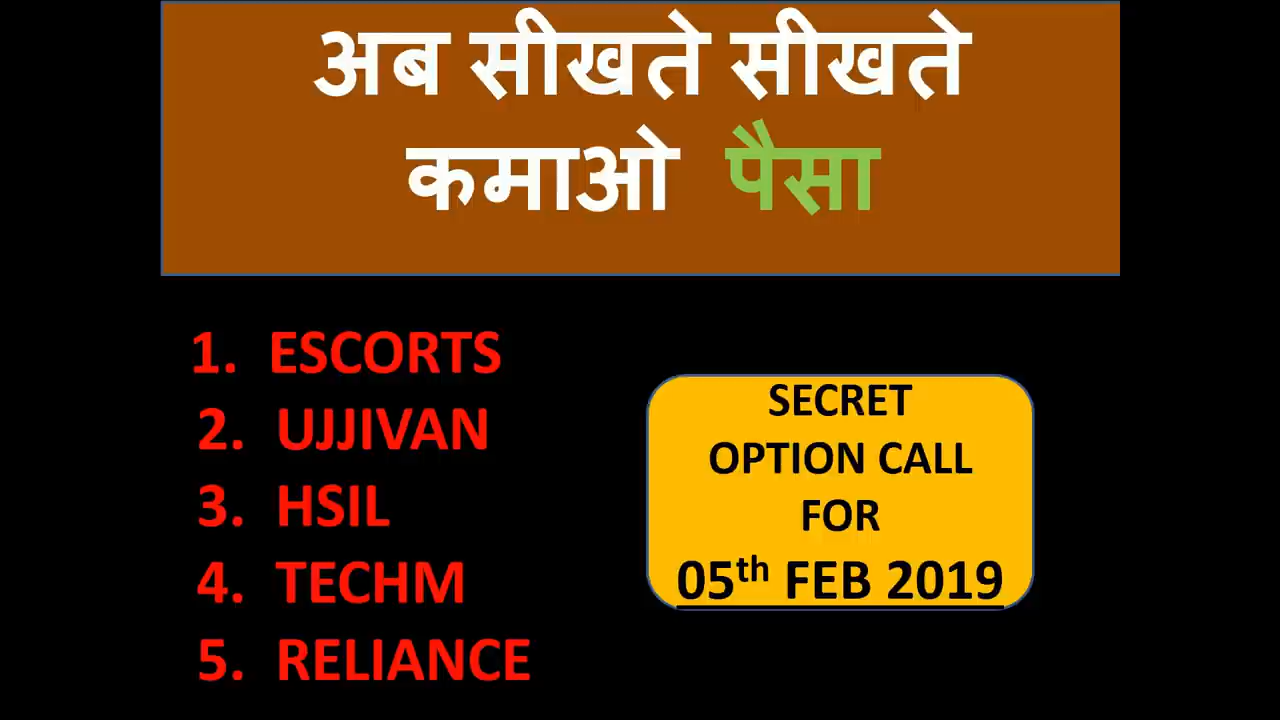 अब सीखते सीखते
कमाओ पैसा
1. ESCORTS
2. UJJIVAN
3. HSIL
4. TECHM
5. RELIANCE
SECRET
OPTION CALL
FOR
05th FEB 2019